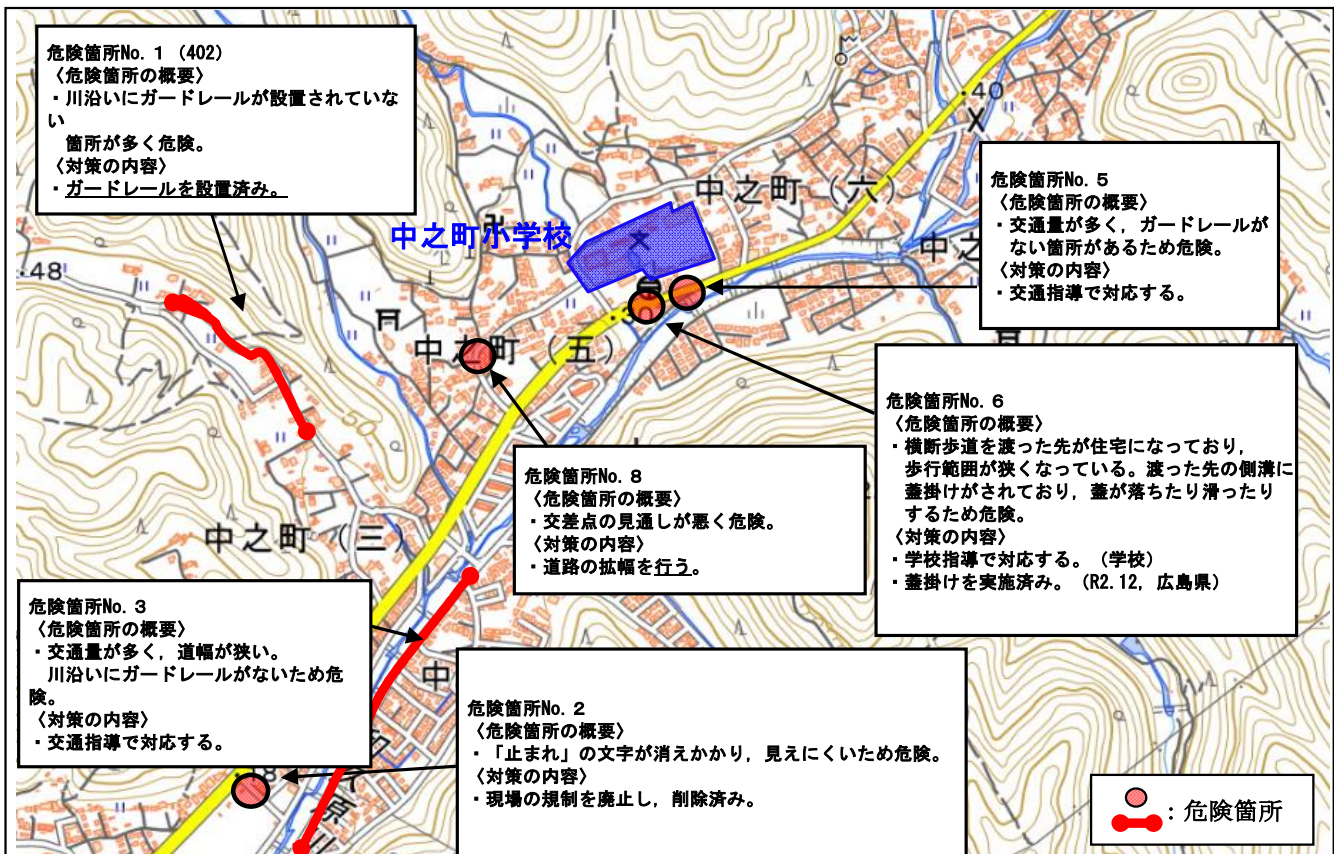 危険箇所No. 1 (402)
〈危険箇所の概要〉
・川沿いにガードレールが設置されていな
い
箇所が多く危険。
〈対策の内容〉
・ガードレールを設置済み。
40
中之町（六）
危険箇所No. 5
〈危険箇所の概要〉
・交通量が多く，ガードレールが
ない箇所があるため危険。
〈対策の内容〉
・交通指導で対応する。
中之町小学校
中之
48
中之町（五）
危険箇所No. 6
〈危険箇所の概要〉
・横断歩道を渡った先が住宅になっており，
歩行範囲が狭くなっている。渡った先の側溝に
蓋掛けがされており，蓋が落ちたり滑ったり
するため危険。
〈対策の内容〉
・学校指導で対応する。（学校）
・蓋掛けを実施済み。（R2.12, 広島県）
50
危険箇所No. 8
〈危険箇所の概要〉
・交差点の見通しが悪く危険。
〈対策の内容〉
・道路の拡幅を行う。
中之町（三）
危険箇所No. 3
〈危険箇所の概要〉
・交通量が多く，道幅が狭い。
川沿いにガードレールがないため危
険。
〈対策の内容〉
・交通指導で対応する。
中
危険箇所No. 2
〈危険箇所の概要〉
・「止まれ」の文字が消えかかり，見えにくいため危険。
〈対策の内容〉
・現場の規制を廃止し，削除済み。
原川
：危険箇所